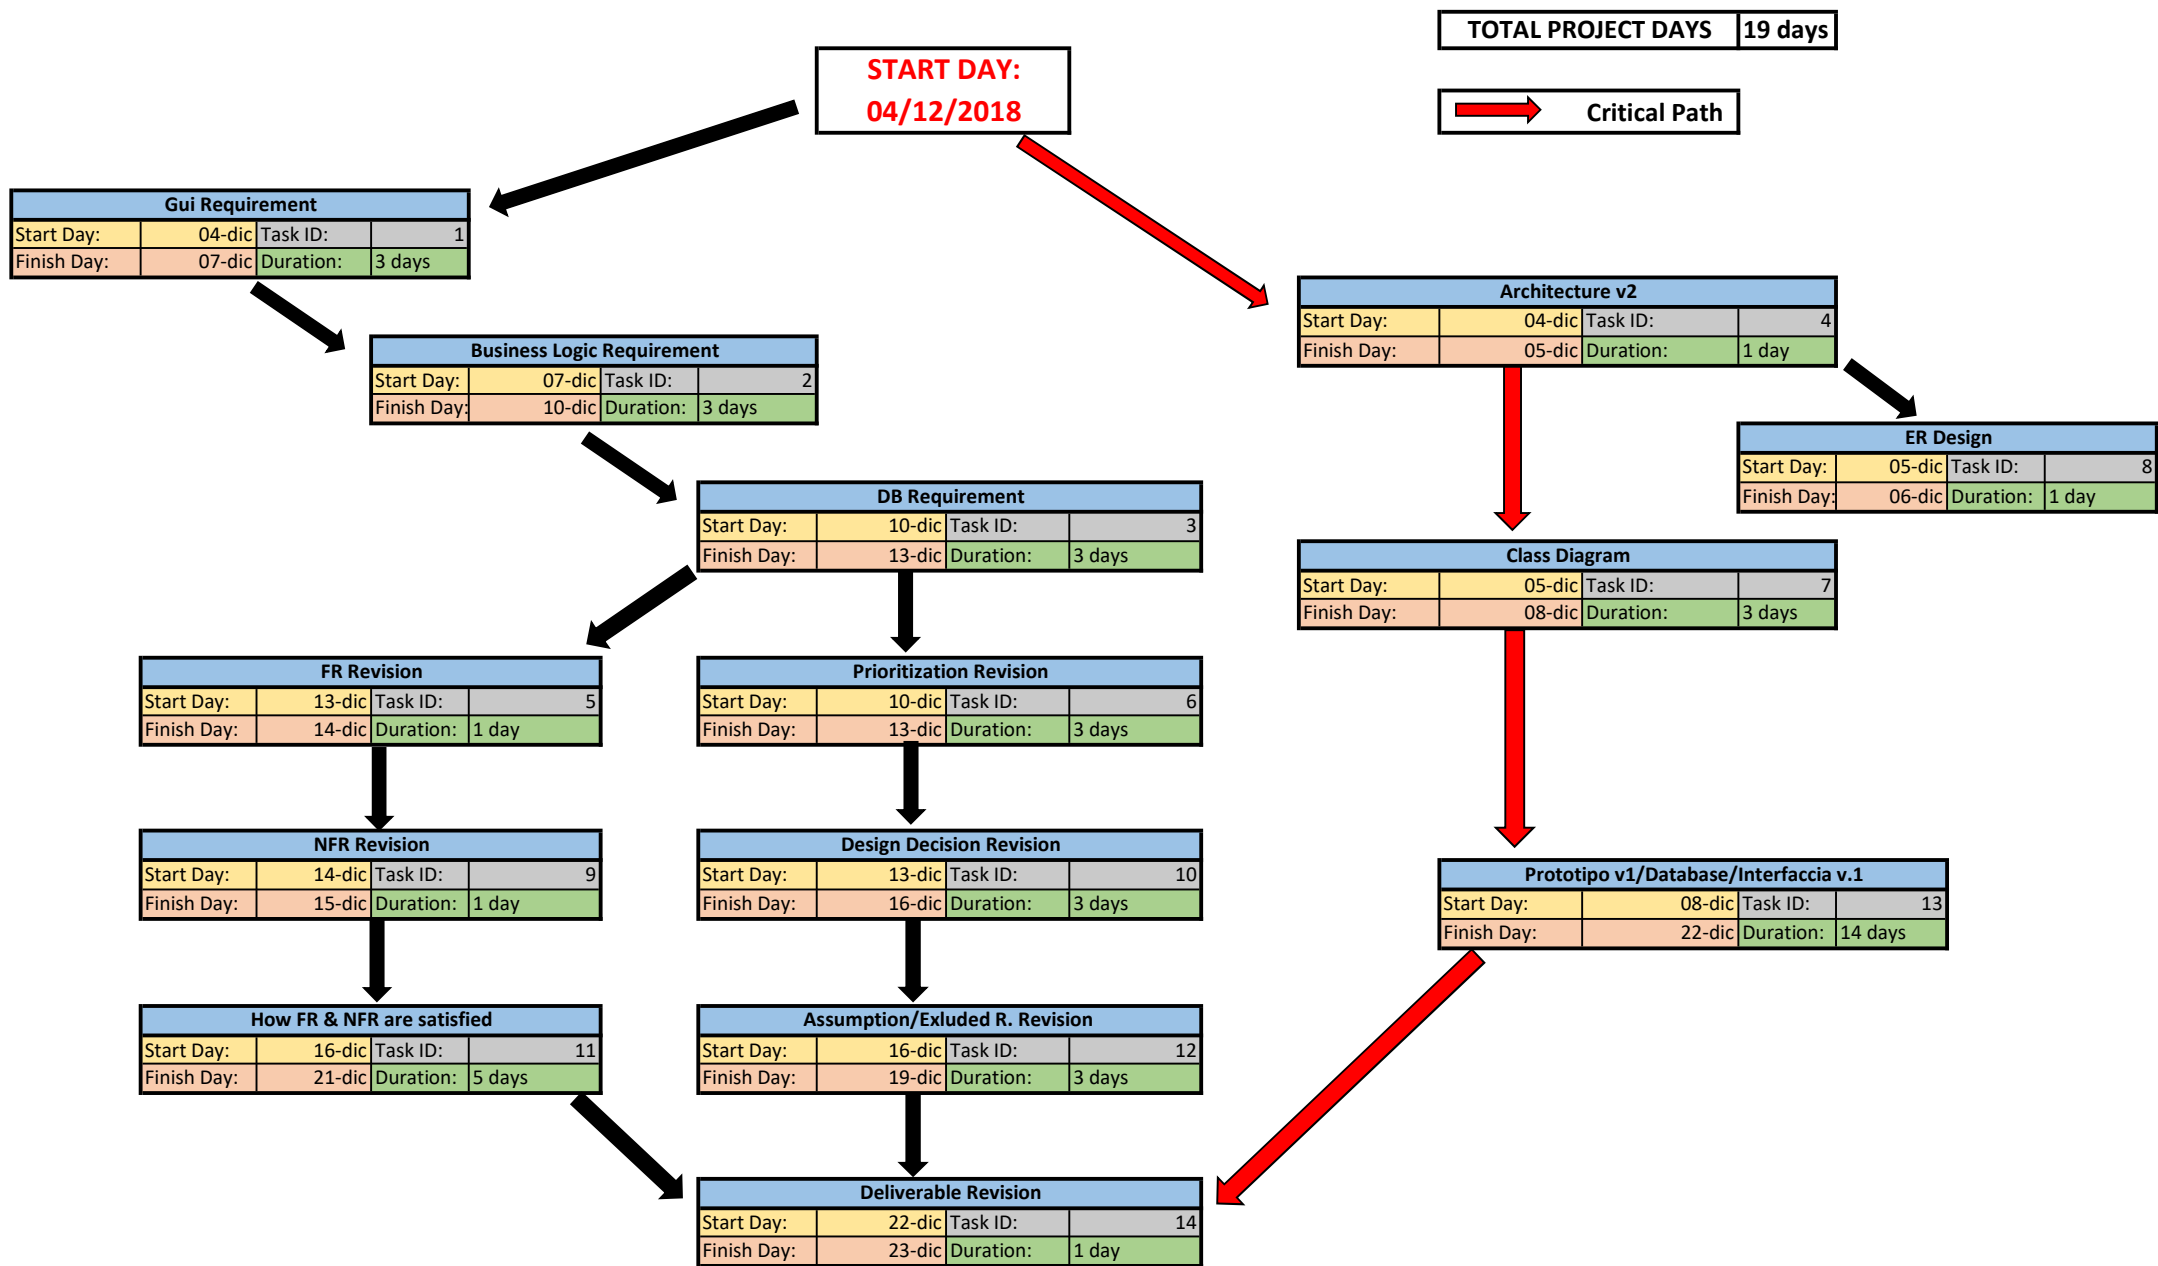 TOTAL PROJECT DAYS 19 days
START DAY:
04/12/2018
Critical Path
Gui Requirement
Start Day: 04-dic Task ID: 1
Finish Day: 07-dic Duration: 3 days
Architecture v2
Start Day: 04-dic Task ID: 4
Finish Day: 05-dic Duration: 1 day
Business Logic Requirement
Start Day: 07-dic Task ID: 2
Finish Day: 10-dic Duration: 3 days
ER Design
Start Day: 05-dic Task ID: 8
Finish Day: 06-dic Duration: 1 day
DB Requirement
Start Day: 10-dic Task ID: 3
Finish Day: 13-dic Duration: 3 days
Class Diagram
Start Day: 05-dic Task ID: 7
Finish Day: 08-dic Duration: 3 days
FR Revision
Start Day: 13-dic Task ID: 5
Finish Day: 14-dic Duration: 1 day
Prioritization Revision
Start Day: 10-dic Task ID: 6
Finish Day: 13-dic Duration: 3 days
NFR Revision
Start Day: 14-dic Task ID: 9
Finish Day: 15-dic Duration: 1 day
Design Decision Revision
Start Day: 13-dic Task ID: 10
Finish Day: 16-dic Duration: 3 days
Prototipo v1/Database/Interfaccia v.1
Start Day: 08-dic Task ID: 13
Finish Day: 22-dic Duration: 14 days
How FR & NFR are satisfied
Start Day: 16-dic Task ID: 11
Finish Day: 21-dic Duration: 5 days
Assumption/Exluded R. Revision
Start Day: 16-dic Task ID: 12
Finish Day: 19-dic Duration: 3 days
Deliverable Revision
Start Day: 22-dic Task ID: 14
Finish Day: 23-dic Duration: 1 day